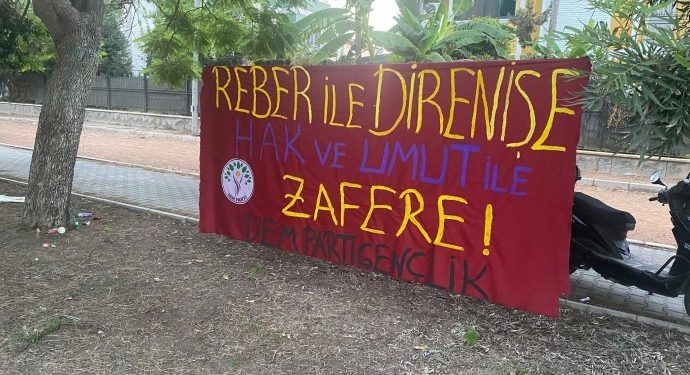 REBER İLE DİRENİŞE
HAK VE UMUT İLE
ZAFERE!
DEM PARTİ GENÇLİK